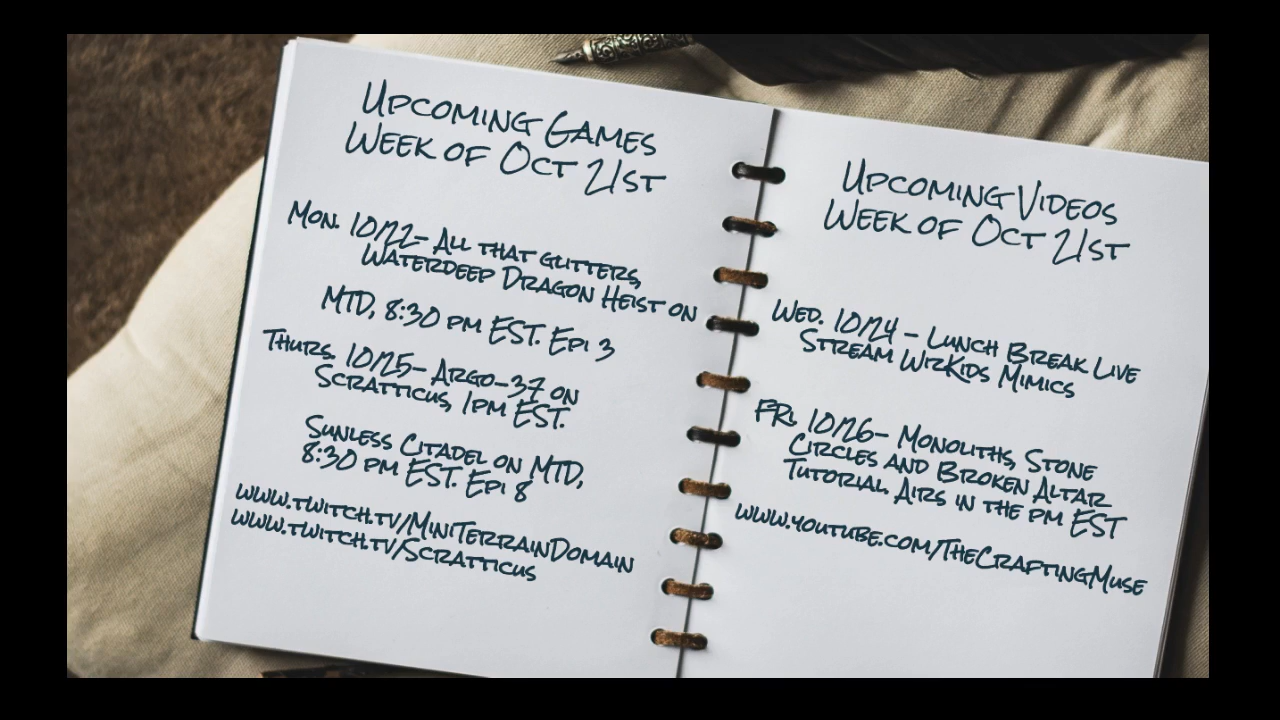 Upcoming Games
Week of Oct 21st
Mon. 10/22- All that glitters,
Waterdeep Dragon Heist on
MTD, 8:30 pm EST. Epi 3
Thurs. 10/25- Argo-37 on
Scratticus, 1pm EST.
Sunless Citadel on MTD,
8:30 pm EST. Epi 8
www.twitch.tv/MiniTerrainDomain
www.twitch.tv/Scratticus
Upcoming Videos
Week of Oct 21st
Wed. 10/24 - Lunch Break Live
Stream WizKids Mimics
Fri. 10/26- Monoliths, Stone
Circles and Broken Altar
Tutorial. Airs in the pm EST
www.youtube.com/TheCraftingMuse